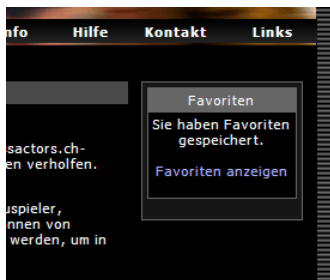 nfo Hilfe Kontakt Links
Favoriten
Sie haben Favoriten
gespeichert.
Favoriten anzeigen
sactors.ch-
en verholfen.
uspieler,
nnen von
werden, um in